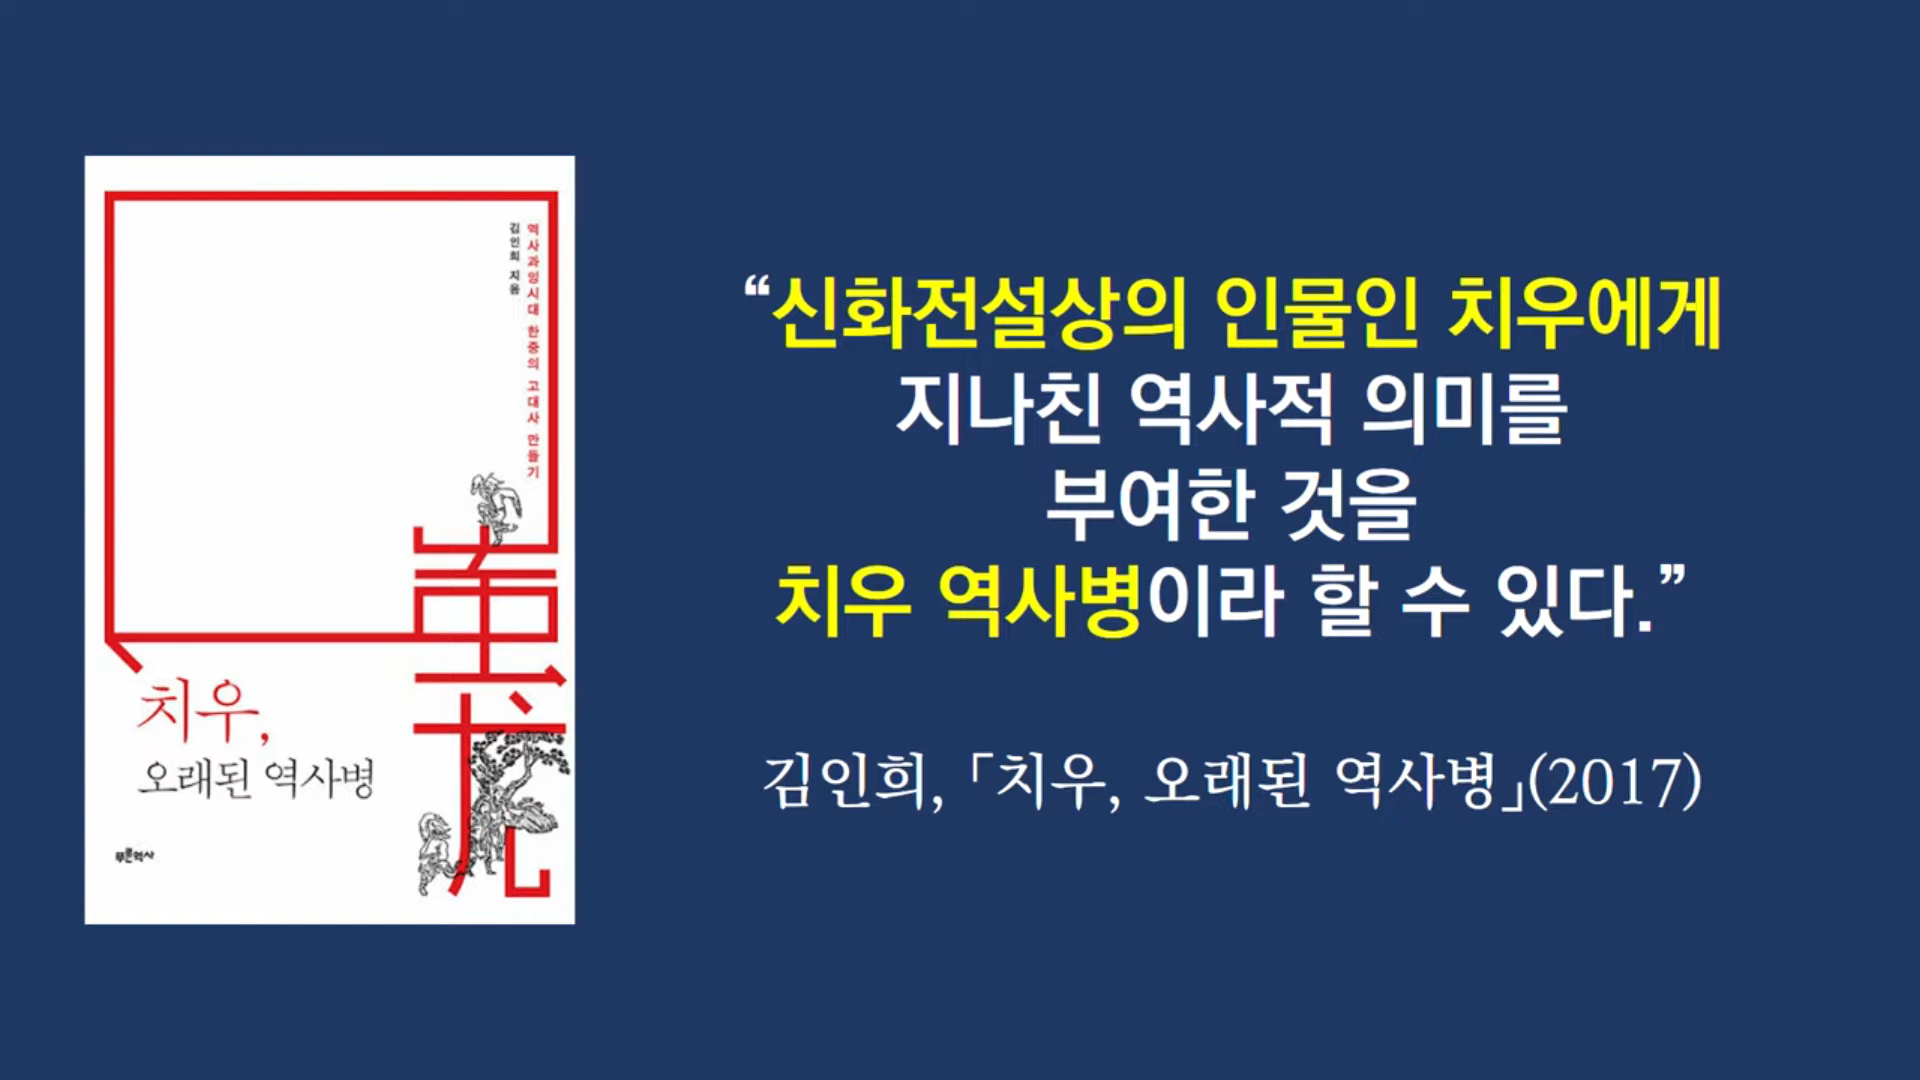 역사과잉시대 한중의 고대사 만들기
김인희 지음
蚩尤
치우,
오래된 역사병
푸른역사
“신화전설상의 인물인 치우에게
지나친 역사적 의미를
부여한 것을
치우 역사병이라 할 수 있다.”
김인희, 「치우, 오래된 역사병」(2017)